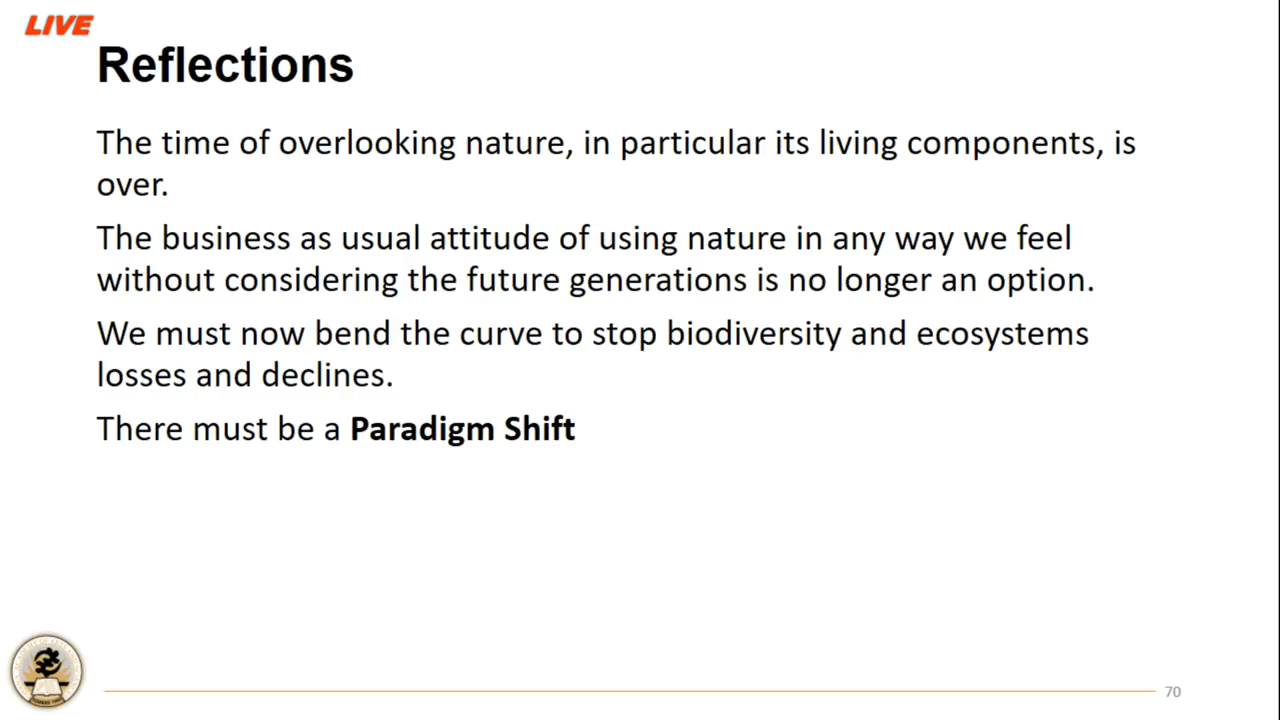 LIVE
Reflections
The time of overlooking nature, in particular its living components, is
over.
The business as usual attitude of using nature in any way we feel
without considering the future generations is no longer an option.
We must now bend the curve to stop biodiversity and ecosystems
losses and declines.
There must be a Paradigm Shift
70